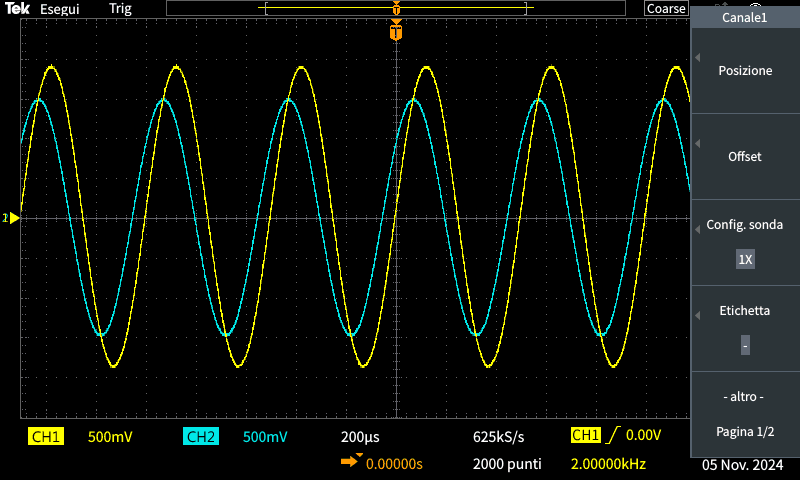 Tek Esegui Trig Coarse
T
Canale1
T
Posizione
Offset
Config. sonda
1X
Etichetta
-
- altro -
Pagina 1/2
CH1 500mV CH2 500mV 200µs 625kS/s CH1 0.00V
0.00000s 2000 punti 2.00000kHz 05 Nov. 2024